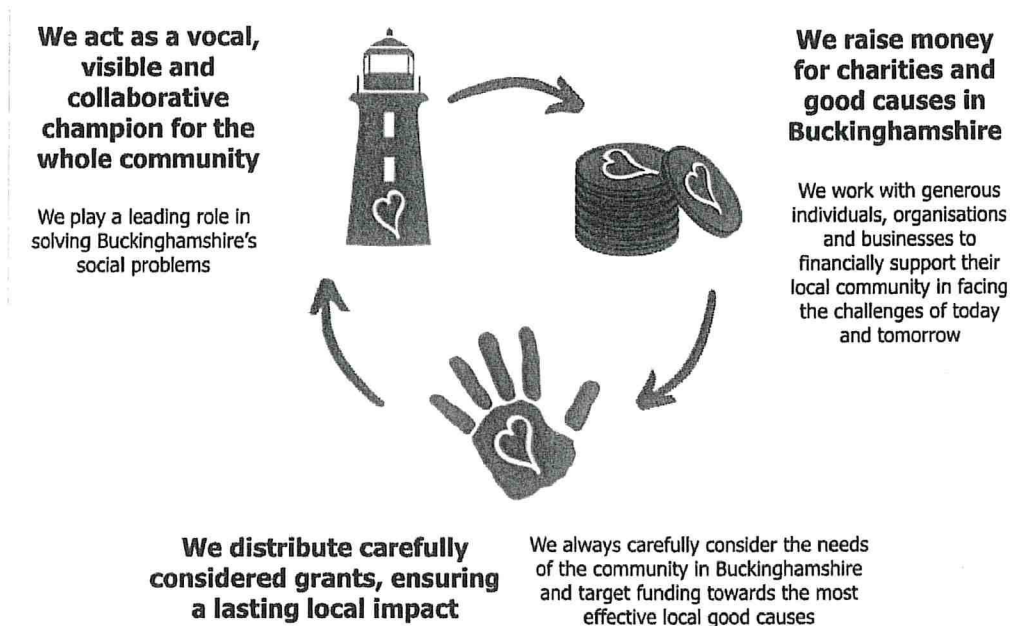 We act as a vocal,
visible and
collaborative
champion for the
whole community
We play a leading role in
solving Buckinghamshire's
social problems
We raise money
for charities and
good causes in
Buckinghamshire
We work with generous
individuals, organisations
and businesses to
financially support their
local community in facing
the challenges of today
and tomorrow
We distribute carefully
considered grants, ensuring
a lasting local impact
We always carefully consider the needs
of the community in Buckinghamshire
and target funding towards the most
effective local good causes